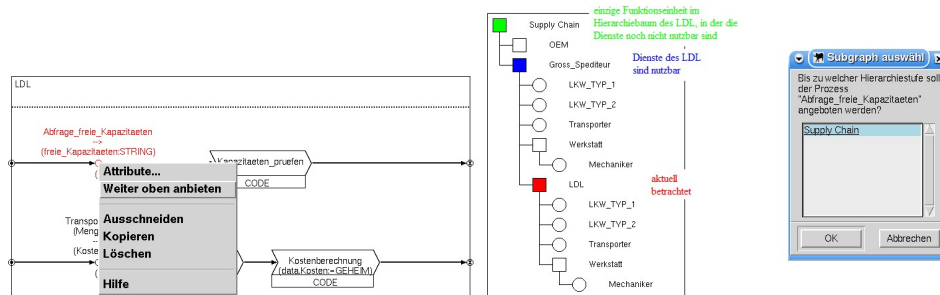 LDL
Abfrage_freie_Kapazitaeten
-->
(freie_Kapazitaeten:STRING)
(
Kapazitaeten_pruefen
CODE
Attribute...
Weiter oben anbieten
Ausschneiden
Kopieren
Löschen
Hilfe
Transpo
(Meng
--
(Koste
(
Kostenberechnung
(data.Kosten:=GEHEIM)
CODE
einzige Funktionseinheit im
Hierarchiebaum des LDL, in der die
Dienste noch nicht nutzbar sind
Supply Chain
OEM
Gross_Spediteur
Dienste des LDL
sind nutzbar
LKW_TYP_1
LKW_TYP_2
Transporter
Werkstatt
Mechaniker
LDL
aktuell
betrachtet
LKW_TYP_1
LKW_TYP_2
Transporter
Werkstatt
Mechaniker
Subgraph auswähl
Bis zu welcher Hierarchiestufe soll
der Prozess
"Abfrage_freie_Kapazitaeten"
angeboten werden?
Supply Chain
OK
Abbrechen